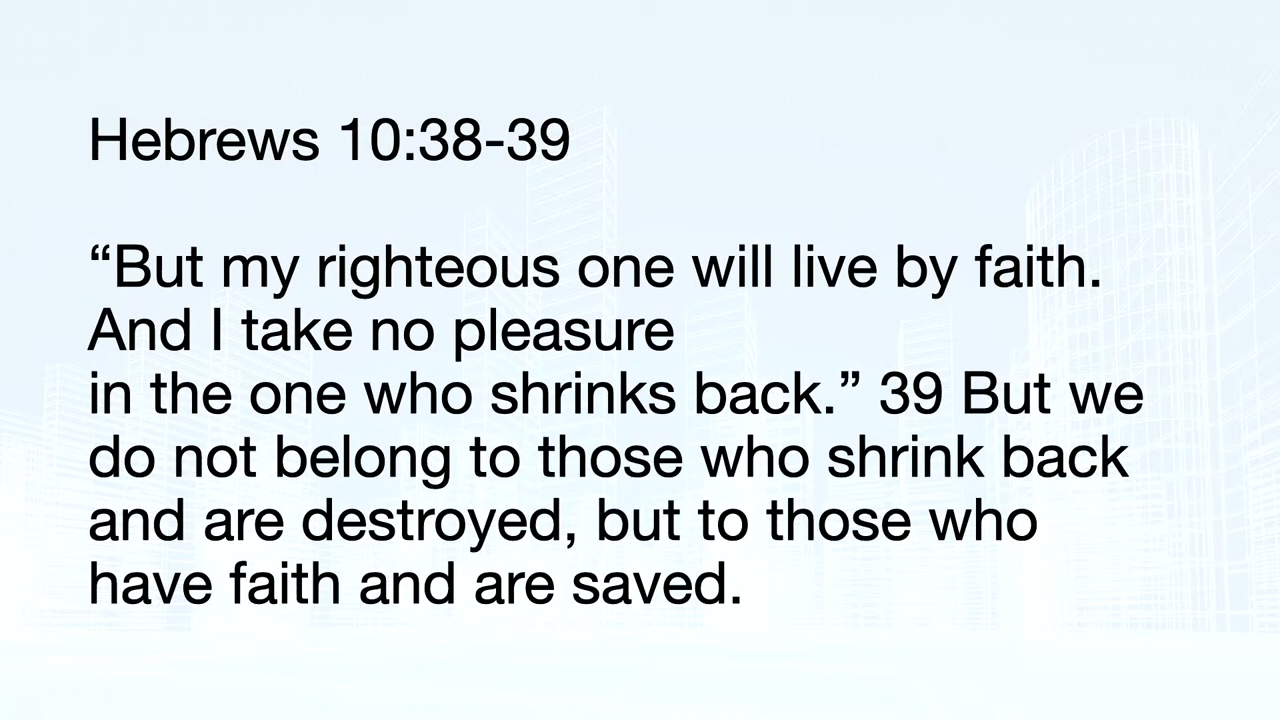 Hebrews 10:38-39
“But my righteous one will live by faith.
And I take no pleasure
in the one who shrinks back.” 39 But we
do not belong to those who shrink back
and are destroyed, but to those who
have faith and are saved.